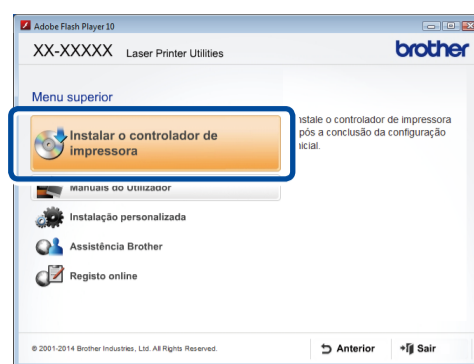 Adobe Flash Player 10
XX-XXXXX Laser Printer Utilities
brother
Menu superior
Instalar o controlador de
impressora
nstale o controlador de impressora
pós a conclusão da configuração
nicial.
Manuais do Utilizador
Instalação personalizada
Assistência Brother
Registo online
© 2001-2014 Brother Industries, Ltd. All Rights Reserved.
Anterior
Sair